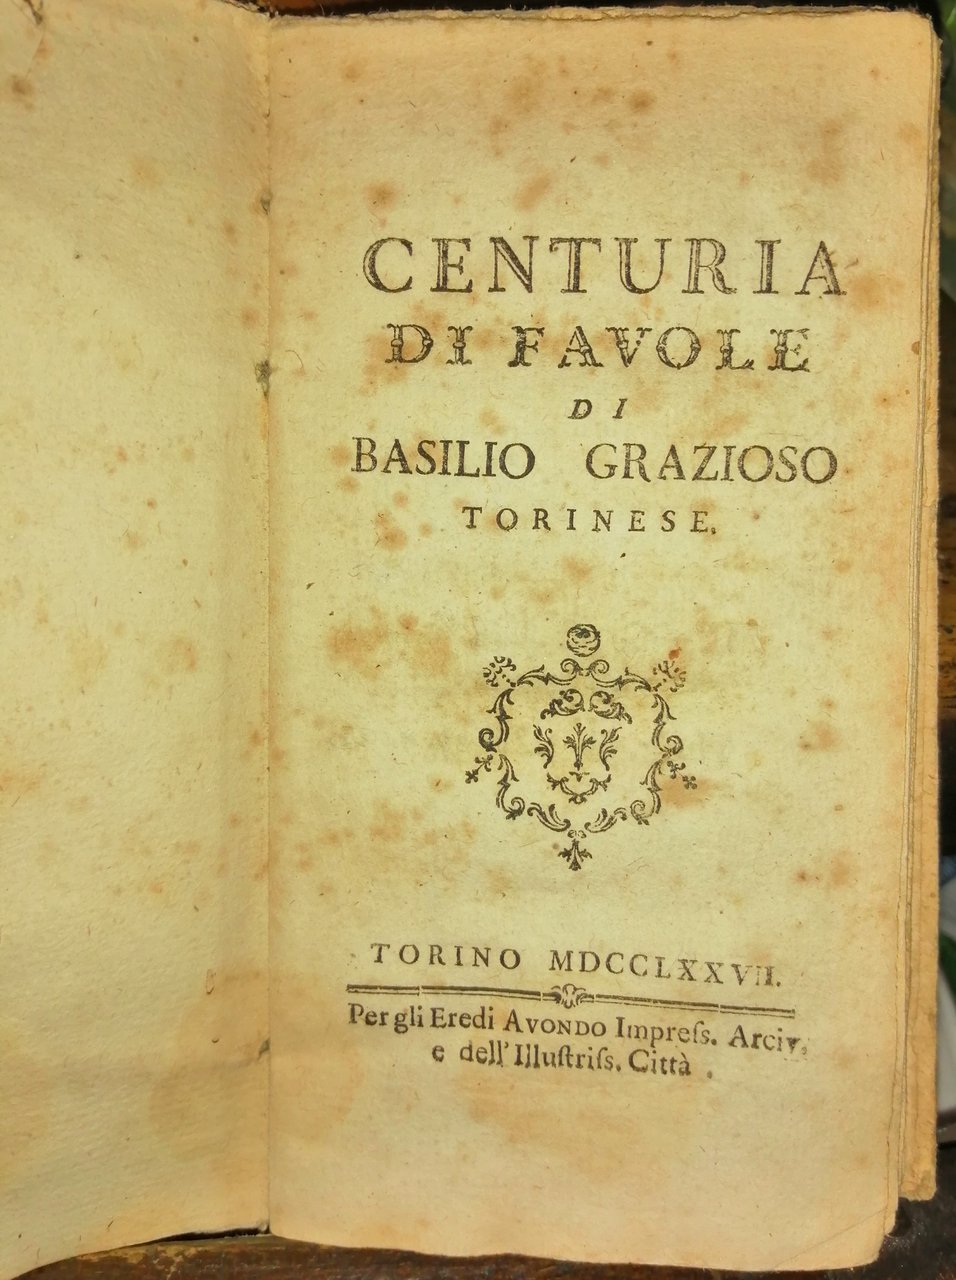 CENTURIA
DI FAVOLE
DI
BASILIO GRAZIOSO
TORINESE.
TORINO MDCCLXXVII.
Per gli Eredi AVONDO Impreſs. Arciv.
e dell' Illuſtriſs. Città .